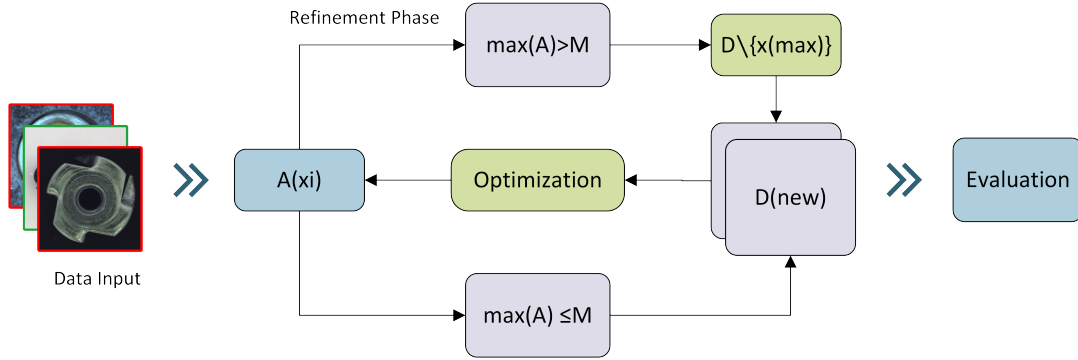 Refinement Phase
max(A)>M
D\{x(max)}
A(xi)
Optimization
D(new)
Evaluation
Data Input
max(A) ≤M